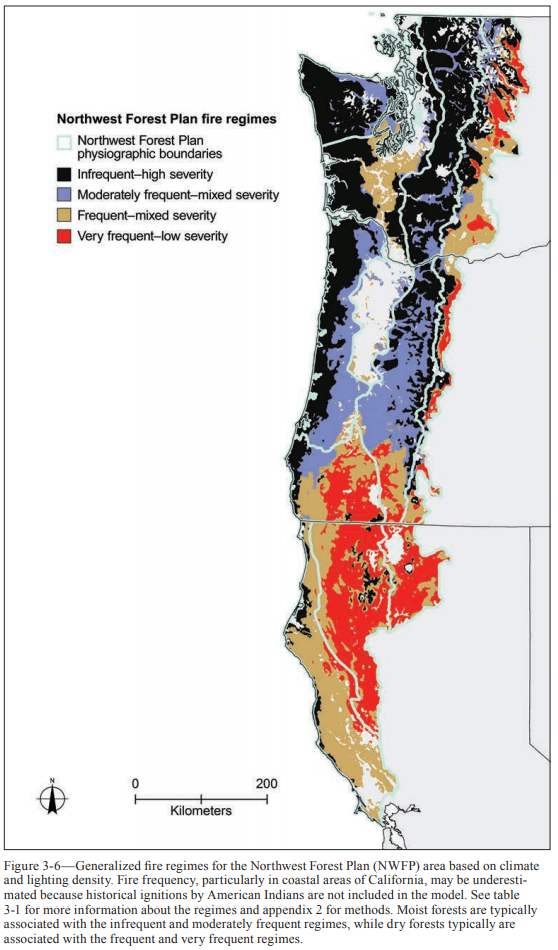 Northwest Forest Plan fire regimes
Northwest Forest Plan
physiographic boundaries
Infrequent–high severity
Moderately frequent–mixed severity
Frequent–mixed severity
Very frequent–low severity
N
0 200
Kilometers
Figure 3-6—Generalized fire regimes for the Northwest Forest Plan (NWFP) area based on climate
and lighting density. Fire frequency, particularly in coastal areas of California, may be underesti-
mated because historical ignitions by American Indians are not included in the model. See table
3-1 for more information about the regimes and appendix 2 for methods. Moist forests are typically
associated with the infrequent and moderately frequent regimes, while dry forests typically are
associated with the frequent and very frequent regimes.